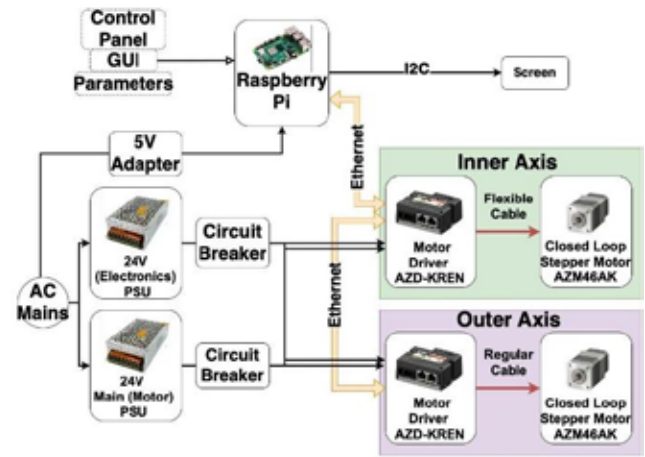 Control
Panel
GUI
Parameters
Raspberry
Pi
I2C
Screen
5V
Adapter
Ethernet
Inner Axis
Flexible
Cable
Motor
Driver
AZD-KREN
Closed Loop
Stepper Motor
AZM46AK
24V
(Electronics)
PSU
Circuit
Breaker
AC
Mains
Ethernet
24V
Main (Motor)
PSU
Circuit
Breaker
Outer Axis
Regular
Cable
Motor
Driver
AZD-KREN
Closed Loop
Stepper Motor
AZM46AK